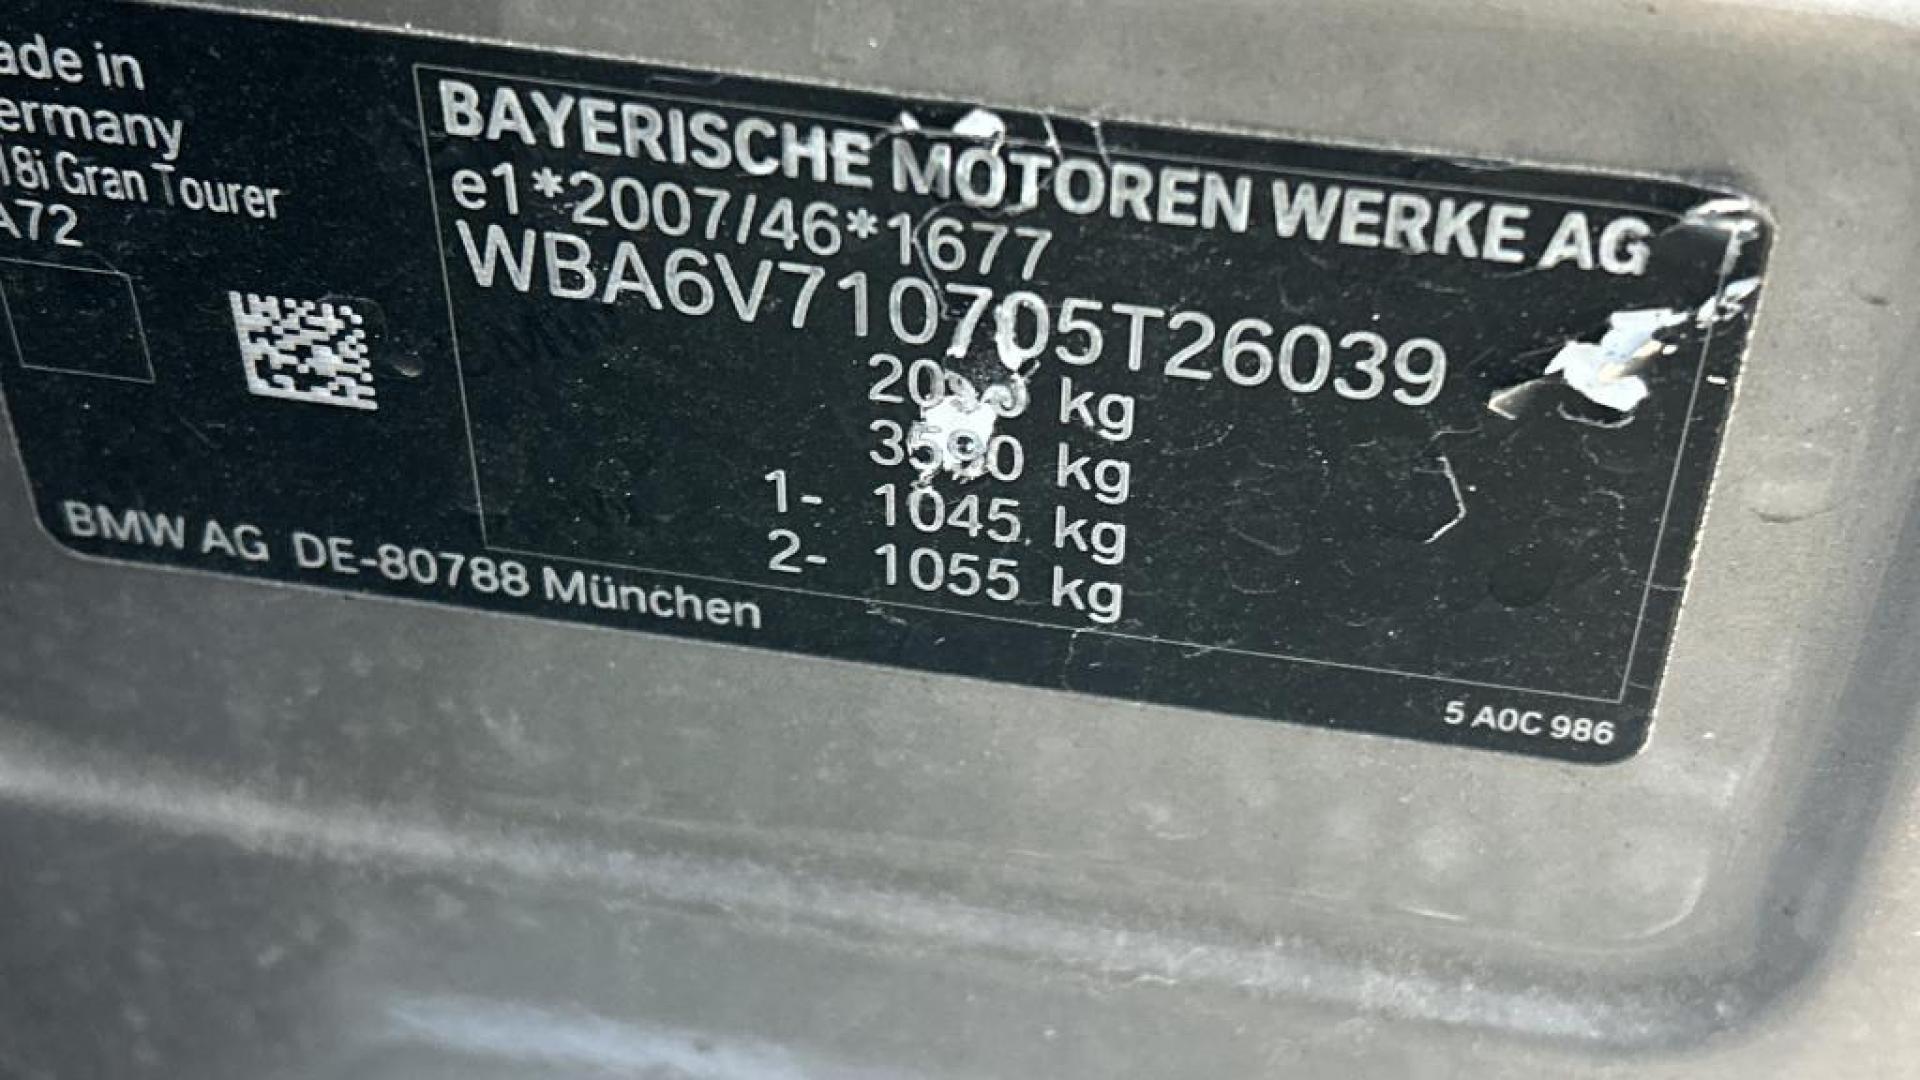 ade in
ermany
18i Gran Tourer
A72
BAYERISCHE MOTOREN WERKE AG
e1*2007/46*1677
WBA6V710705T26039
kg
kg
1- 1045 kg
2- 1055 kg
BMW AG DE-80788 München
5 A0C 986